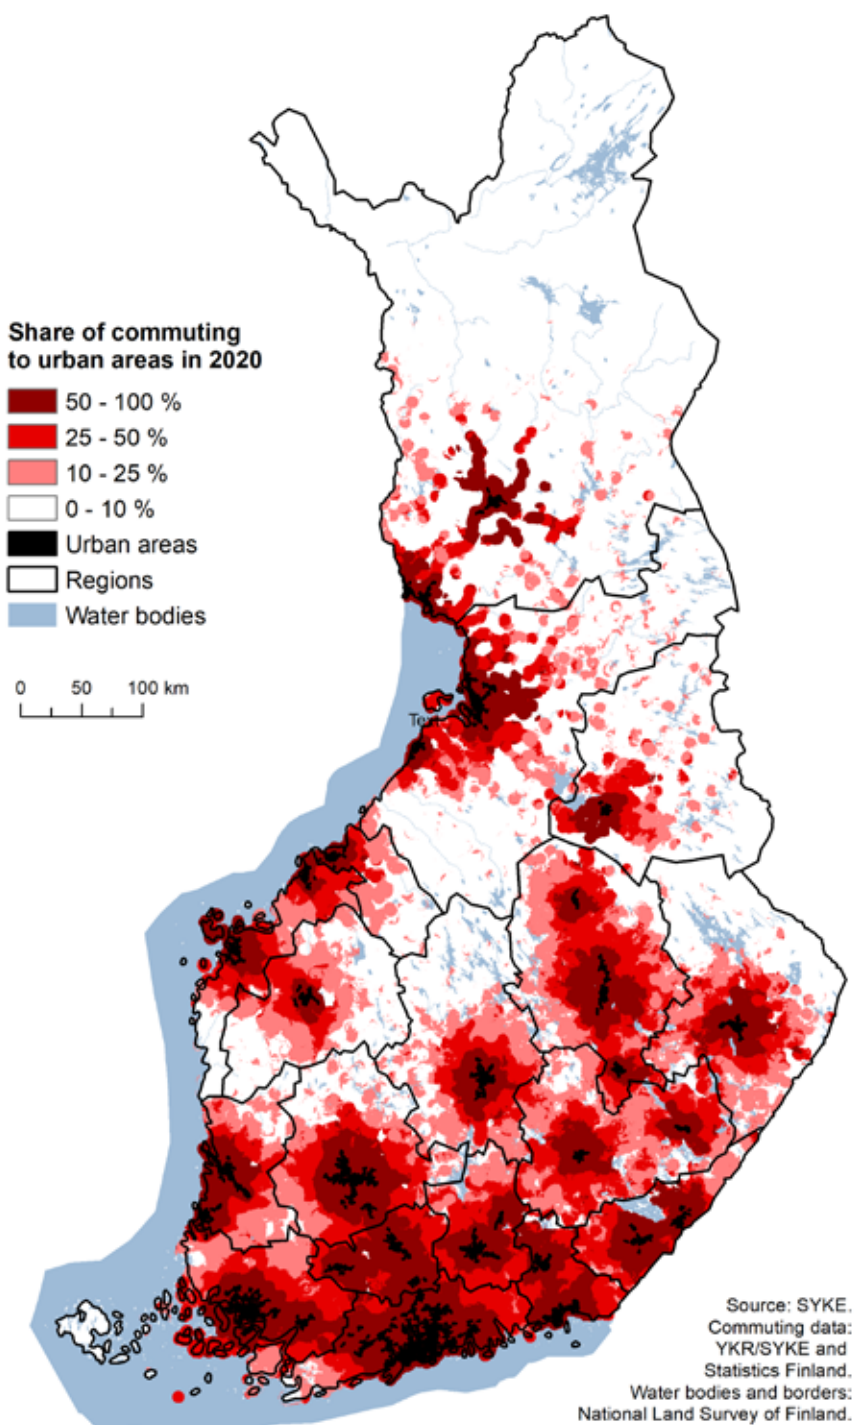 Share of commuting
to urban areas in 2020
50 - 100 %
25 - 50 %
10 - 25 %
0 - 10 %
Urban areas
Regions
Water bodies
0 50 100 km
Text
Source: SYKE.
Commuting data:
YKR/SYKE and
Statistics Finland.
Water bodies and borders:
National Land Survey of Finland.